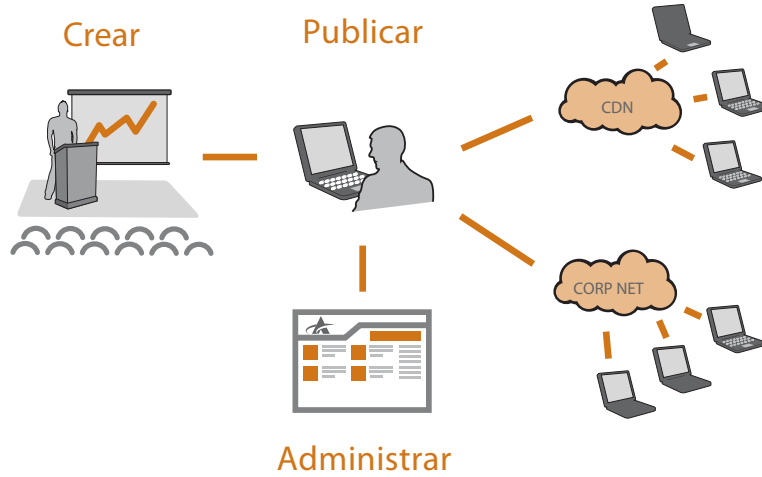 Crear
Publicar
CDN
CORP NET
Administrar